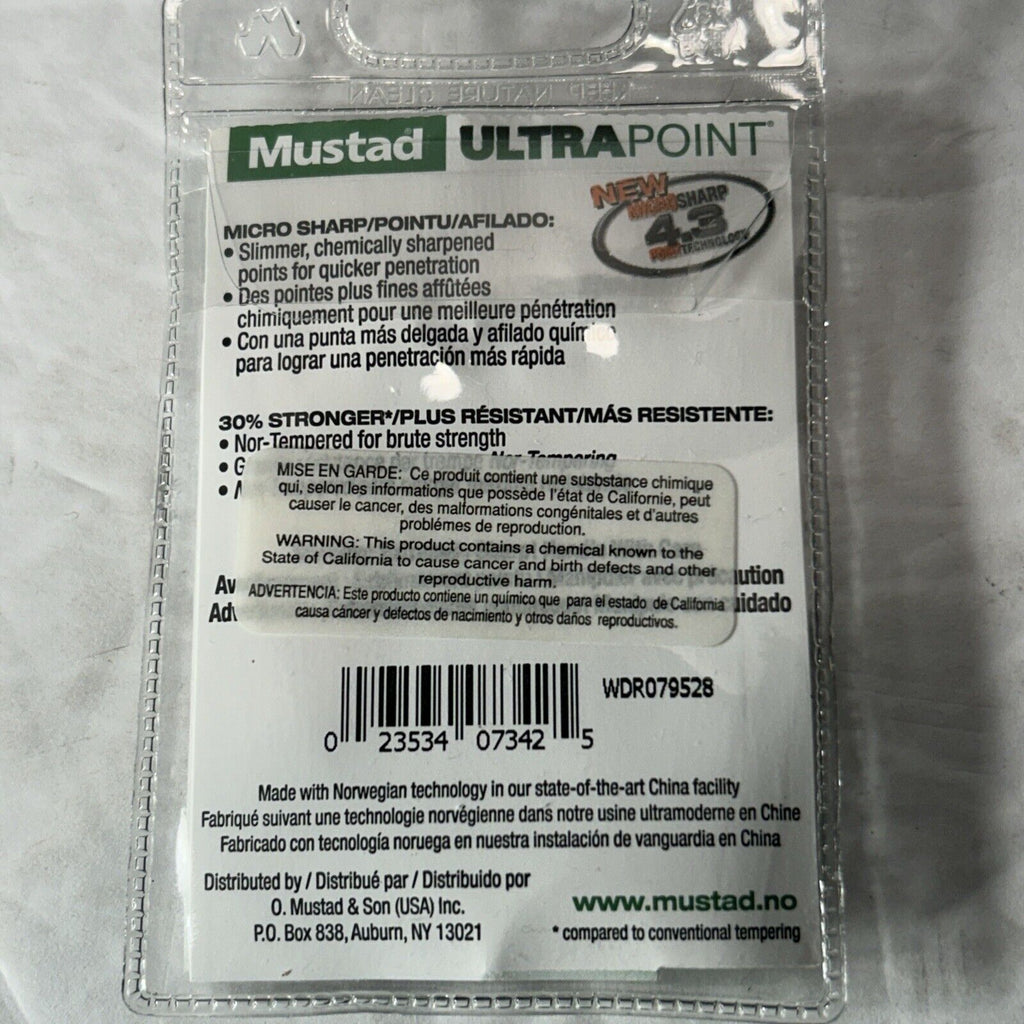 KEEP NATURE CLEAN
Mustad ULTRAPOINT®
NEW
MICRO SHARP
4.3
POINT TECHNOLOGY
MICRO SHARP/POINTU/AFILADO:
• Slimmer, chemically sharpened
points for quicker penetration
• Des pointes plus fines affûtées
chimiquement pour une meilleure pénétration
• Con una punta más delgada y afilado
para lograr una penetración más rápida
30% STRONGER*/PLUS RÉSISTANT/MÁS RESISTENTE:
• Nor-Tempered for brute strength
Nor-Tempering
MISE EN GARDE: Ce produit contient une susbstance chimique
qui, selon les informations que possède l'état de Californie, peut
causer le cancer, des malformations congénitales et d'autres
problémes de reproduction.
WARNING: This product contains a chemical known to the
State of California to cause cancer and birth defects and other
reproductive harm.
ADVERTENCIA: Este producto contiene un químico que para el estado de California
causa cáncer y defectos de nacimiento y otros daños reproductivos.
WDR079528
0 23534 07342 5
Made with Norwegian technology in our state-of-the-art China facility
Fabriqué suivant une technologie norvégienne dans notre usine ultramoderne en Chine
Fabricado con tecnología noruega en nuestra instalación de vanguardia en China
Distributed by / Distribué par / Distribuido por
O. Mustad & Son (USA) Inc.
P.O. Box 838, Auburn, NY 13021
www.mustad.no
* compared to conventional tempering